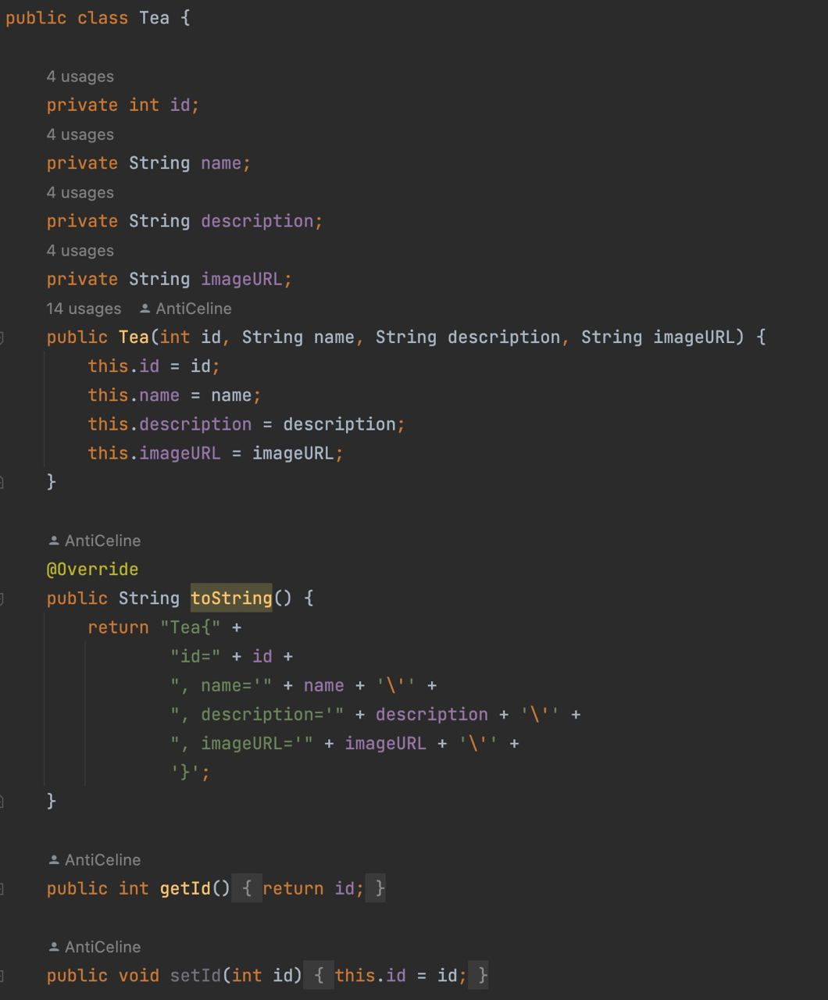 public class Tea {
4 usages
private int id;
4 usages
private String name;
4 usages
private String description;
4 usages
private String imageURL;
14 usages AntiCeline
public Tea(int id, String name, String description, String imageURL) {
this.id = id;
this.name = name;
this.description = description;
this.imageURL = imageURL;
}
AntiCeline
@Override
public String toString() {
return "Tea{" +
"id=" + id +
", name='" + name + '\'' +
", description='" + description + '\'' +
", imageURL='" + imageURL + '\'' +
'}';
}
AntiCeline
public int getId() { return id; }
AntiCeline
public void setId(int id) { this.id = id; }